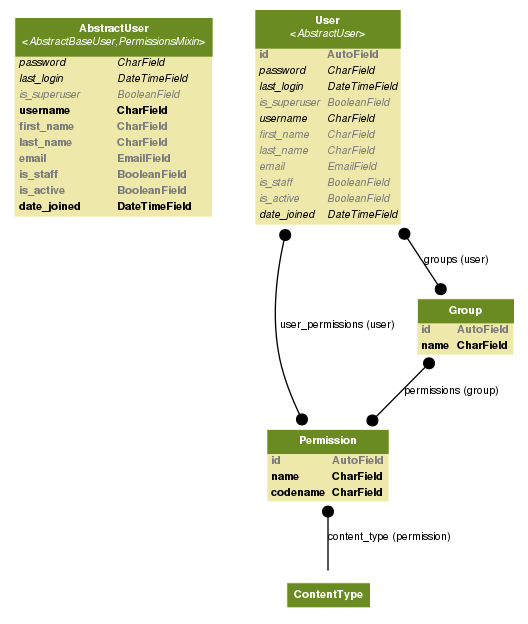 AbstractUser
<AbstractBaseUser,PermissionsMixin>
password CharField
last_login DateTimeField
is_superuser BooleanField
username CharField
first_name CharField
last_name CharField
email EmailField
is_staff BooleanField
is_active BooleanField
date_joined DateTimeField
User
<AbstractUser>
id AutoField
password CharField
last_login DateTimeField
is_superuser BooleanField
username CharField
first_name CharField
last_name CharField
email EmailField
is_staff BooleanField
is_active BooleanField
date_joined DateTimeField
groups (user)
Group
id AutoField
name CharField
user_permissions (user)
permissions (group)
Permission
id AutoField
name CharField
codename CharField
content_type (permission)
ContentType